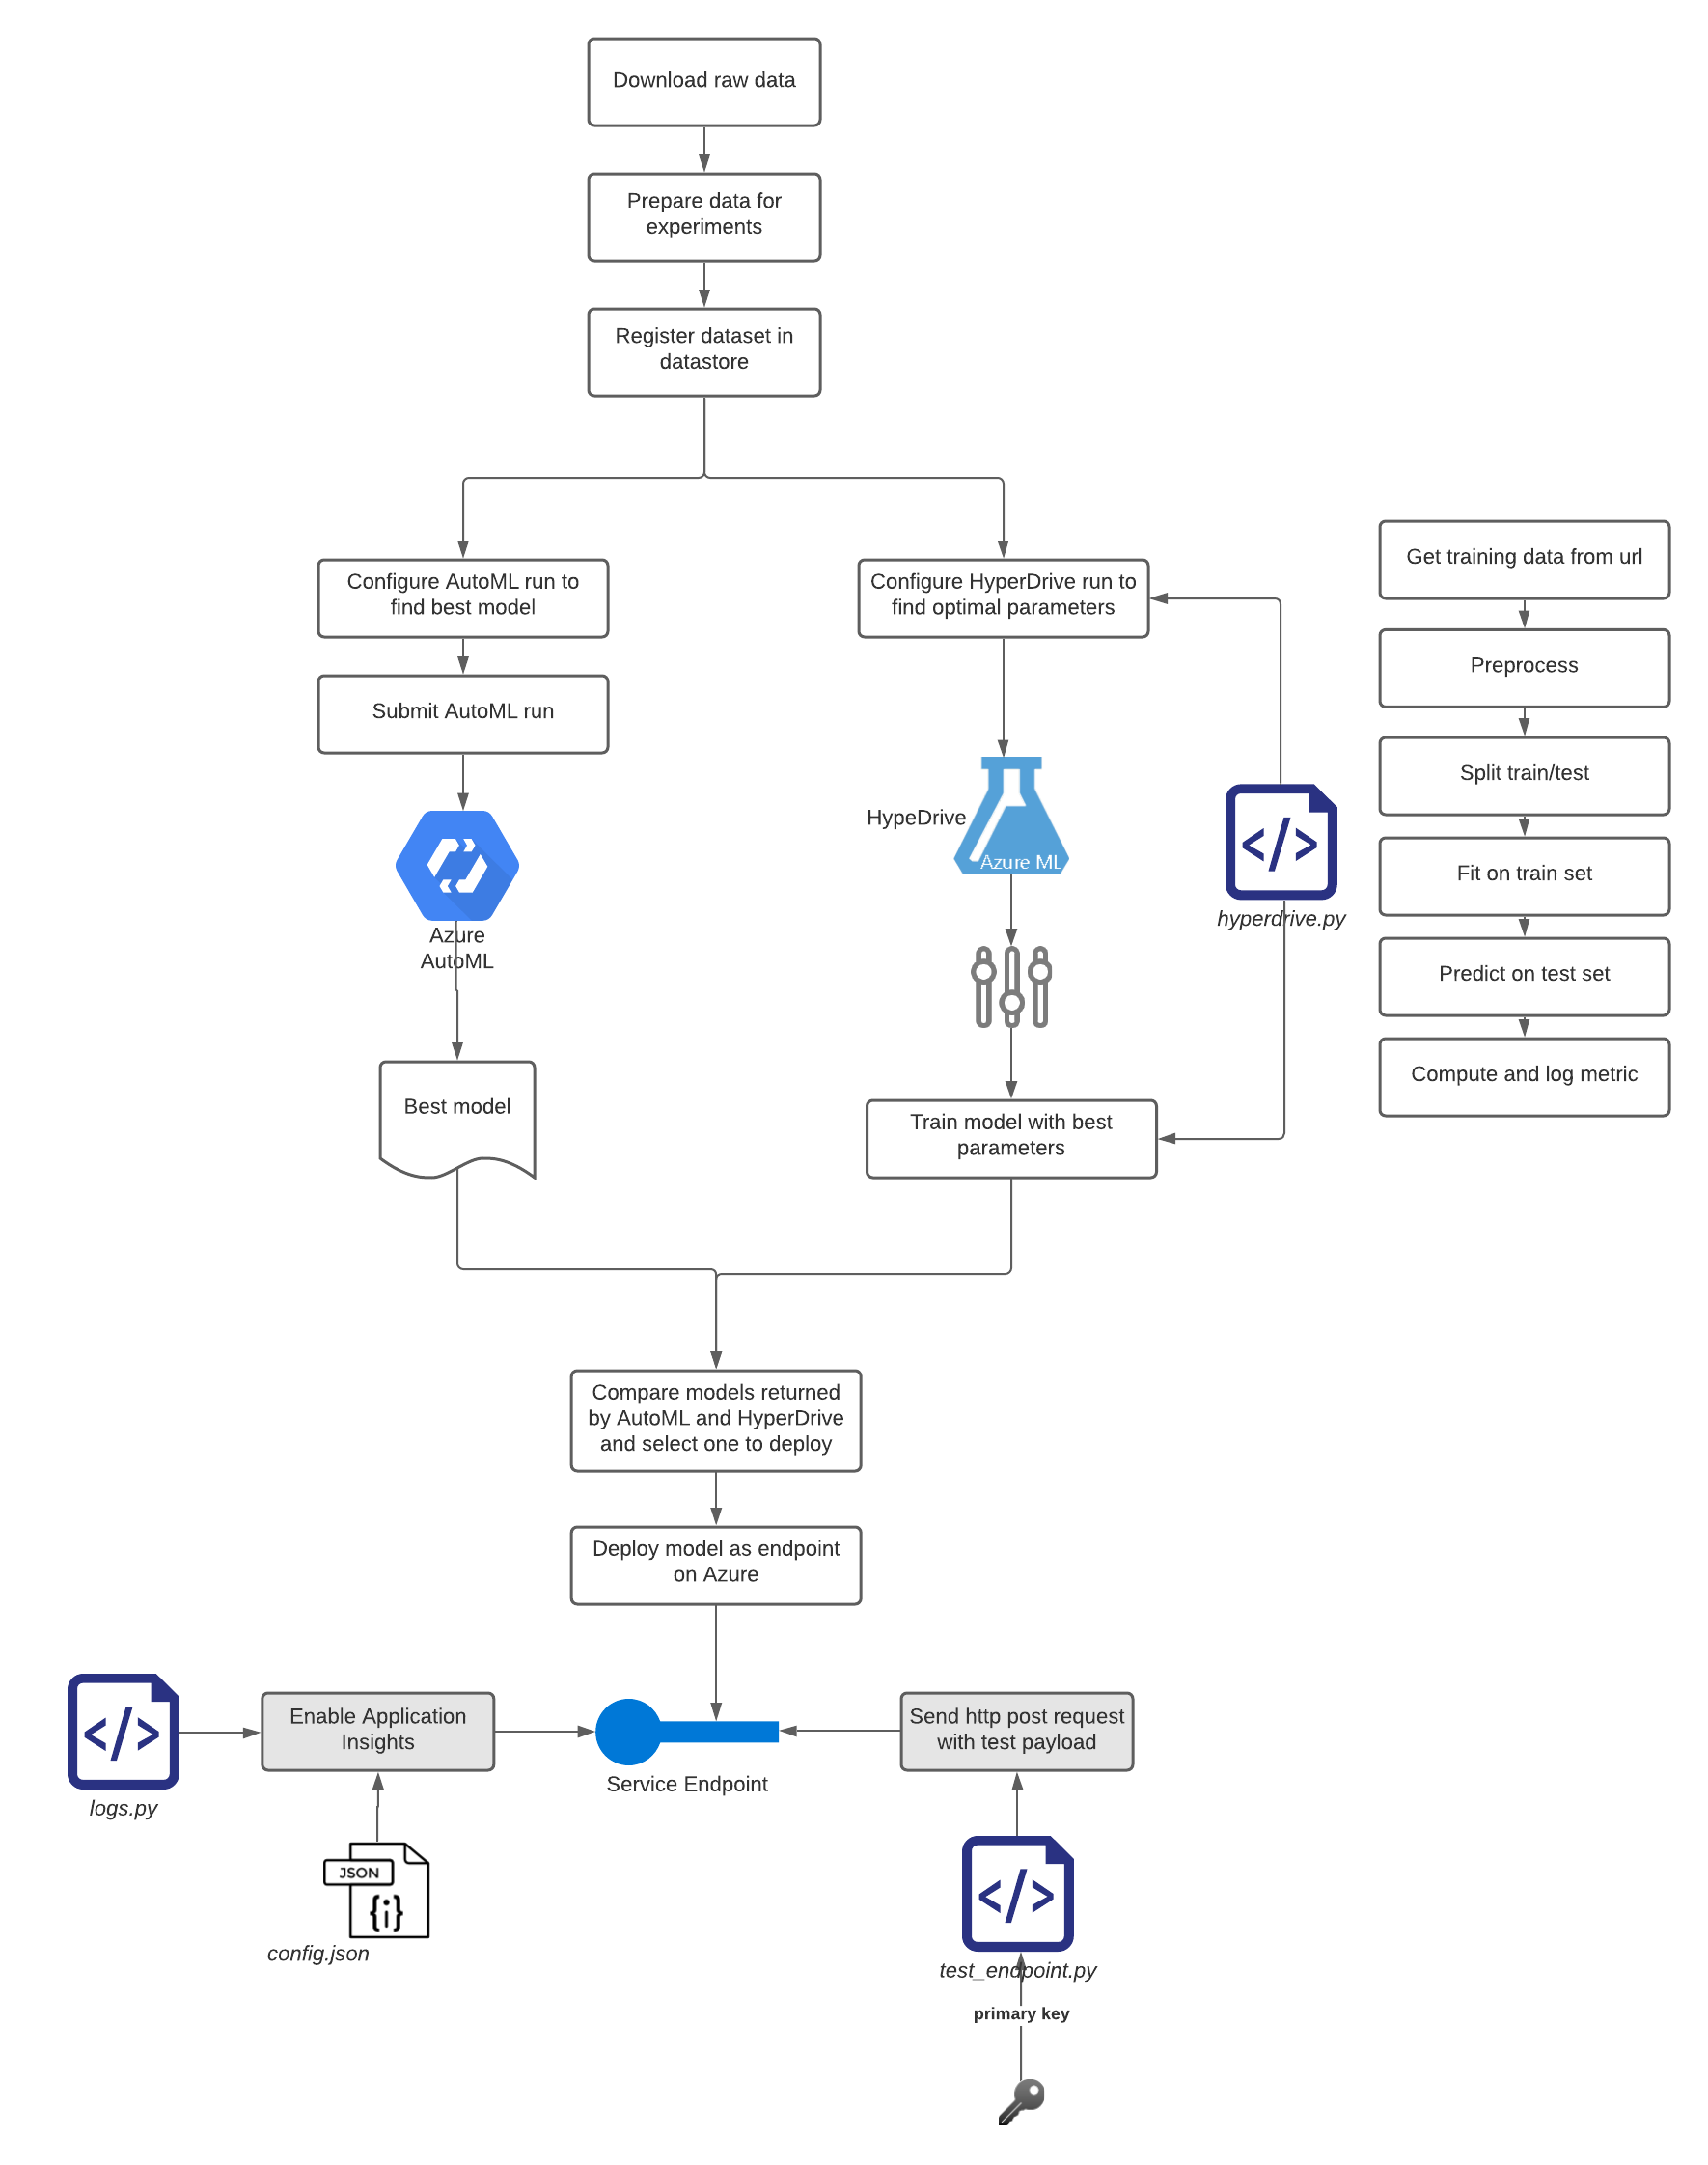 Download raw data
Prepare data for
experiments
Register dataset in
datastore
Configure AutoML run to
find best model
Submit AutoML run
Azure
AutoML
Best model
Configure HyperDrive run to
find optimal parameters
HypeDrive
Azure ML
Train model with best
parameters
</>
hyperdrive.py
Get training data from url
Preprocess
Split train/test
Fit on train set
Predict on test set
Compute and log metric
Compare models returned
by AutoML and HyperDrive
and select one to deploy
Deploy model as endpoint
on Azure
</>
logs.py
Enable Application
Insights
JSON
{i}
config.json
Service Endpoint
Send http post request
with test payload
</>
test_endpoint.py
primary key